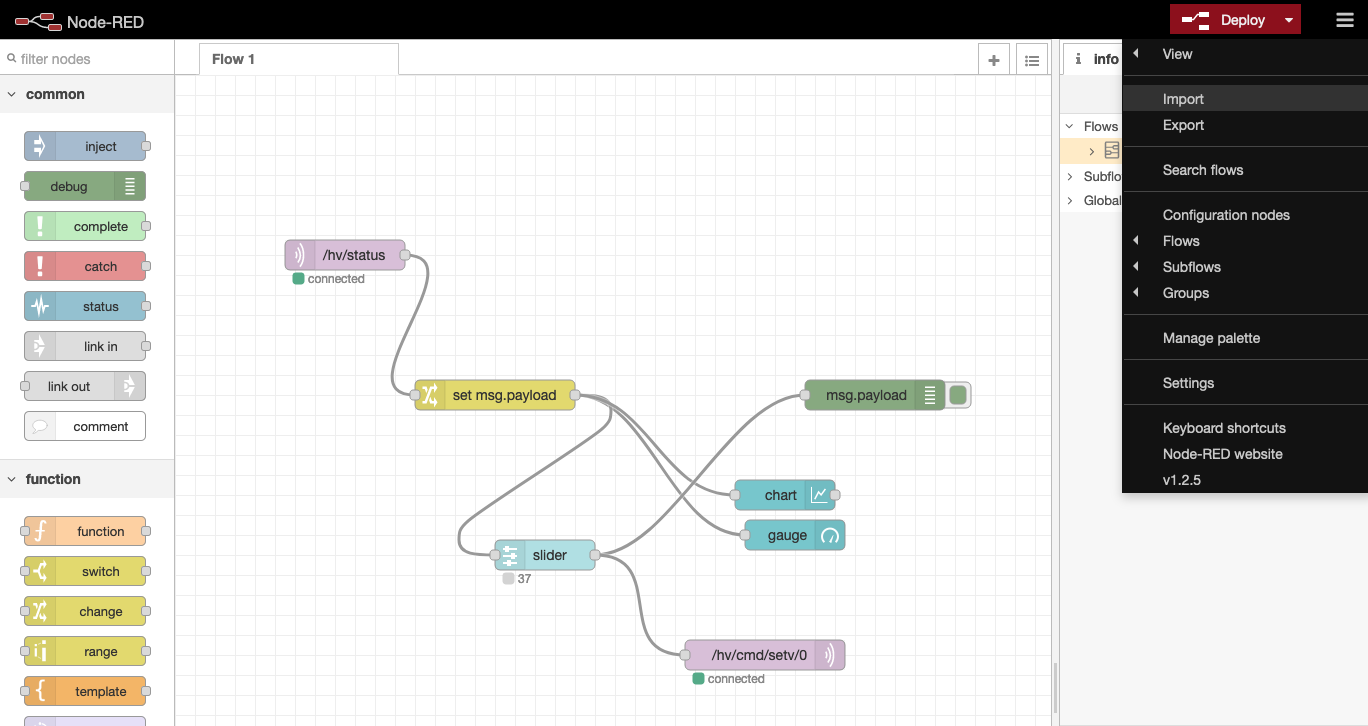 Node-RED
Deploy
filter nodes
Flow 1
info
common
inject
debug
complete
catch
status
link in
link out
comment
function
function
switch
change
range
template
/hv/status
connected
set msg.payload
msg.payload
chart
gauge
slider
37
/hv/cmd/setv/0
connected
Flows
Subflo
Global
View
Import
Export
Search flows
Configuration nodes
Flows
Subflows
Groups
Manage palette
Settings
Keyboard shortcuts
Node-RED website
v1.2.5